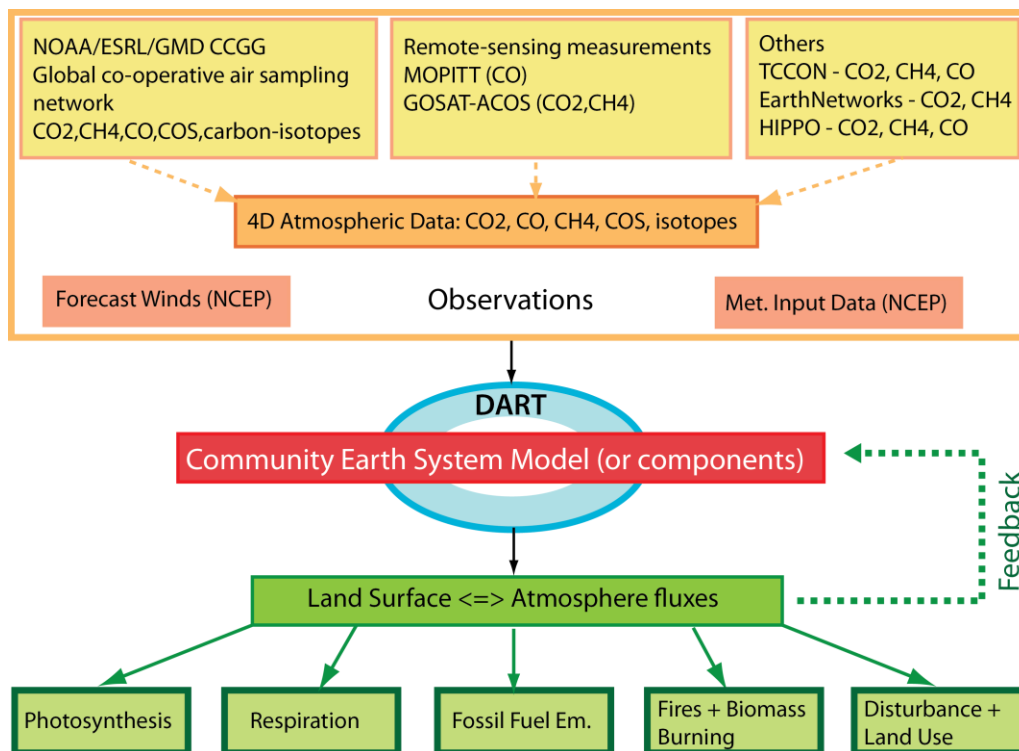 NOAA/ESRL/GMD CCGG
Global co-operative air sampling
network
CO2,CH4,CO,COS,carbon-isotopes
Remote-sensing measurements
MOPITT (CO)
GOSAT-ACOS (CO2,CH4)
Others
TCCON - CO2, CH4, CO
EarthNetworks - CO2, CH4
HIPPO - CO2, CH4, CO
4D Atmospheric Data: CO2, CO, CH4, COS, isotopes
Forecast Winds (NCEP)
Observations
Met. Input Data (NCEP)
DART
Community Earth System Model (or components)
Feedback
Land Surface <=> Atmosphere fluxes
Photosynthesis
Respiration
Fossil Fuel Em.
Fires + Biomass
Burning
Disturbance +
Land Use